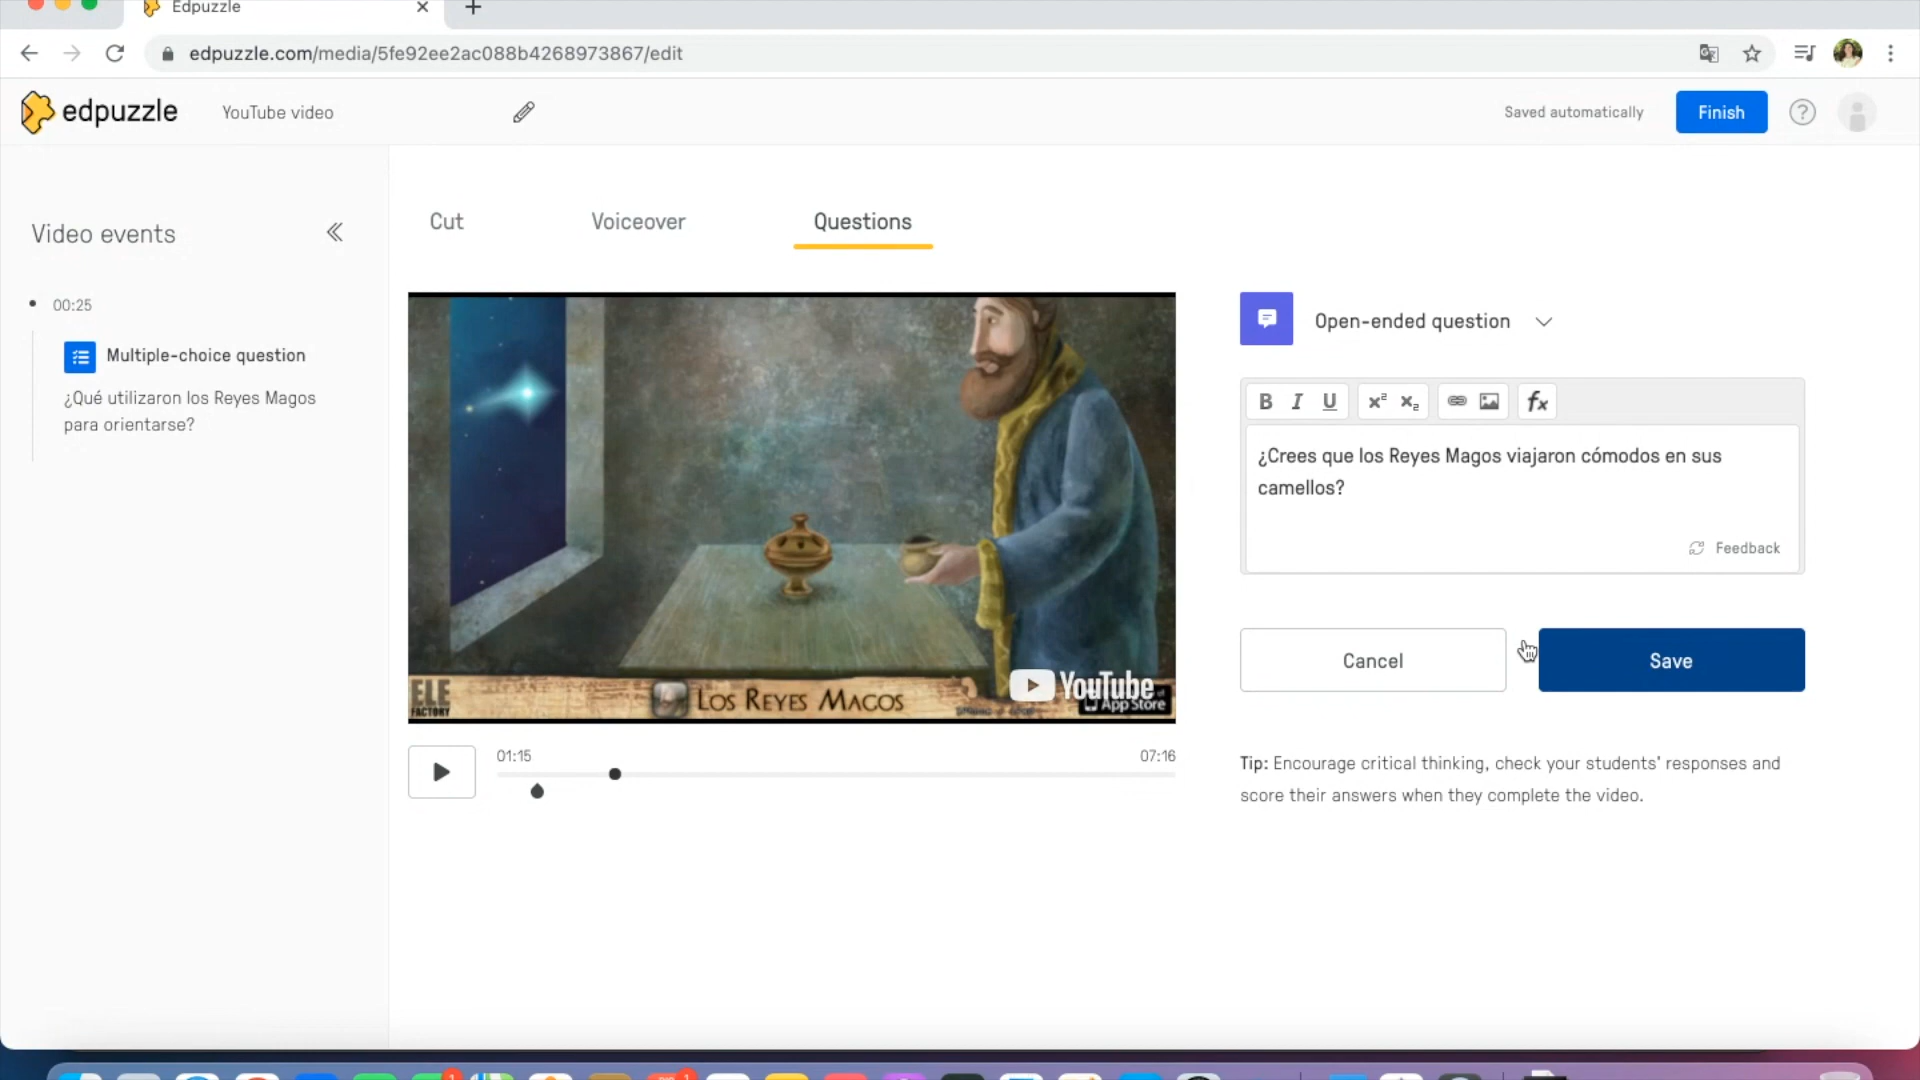 Edpuzzle
edpuzzle.com/media/5fe92ee2ac088b4268973867/edit
edpuzzle
YouTube video
Saved automatically
Finish
?
Video events
Cut
Voiceover
Questions
00:25
Multiple-choice question
¿Qué utilizaron los Reyes Magos
para orientarse?
ELE
FACTORY
LOS REYES MAGOS
YouTube
App Store
01:15
07:16
Open-ended question
B I U x² x₂ fx
¿Crees que los Reyes Magos viajaron cómodos en sus
camellos?
Feedback
Cancel
Save
Tip: Encourage critical thinking, check your students' responses and
score their answers when they complete the video.